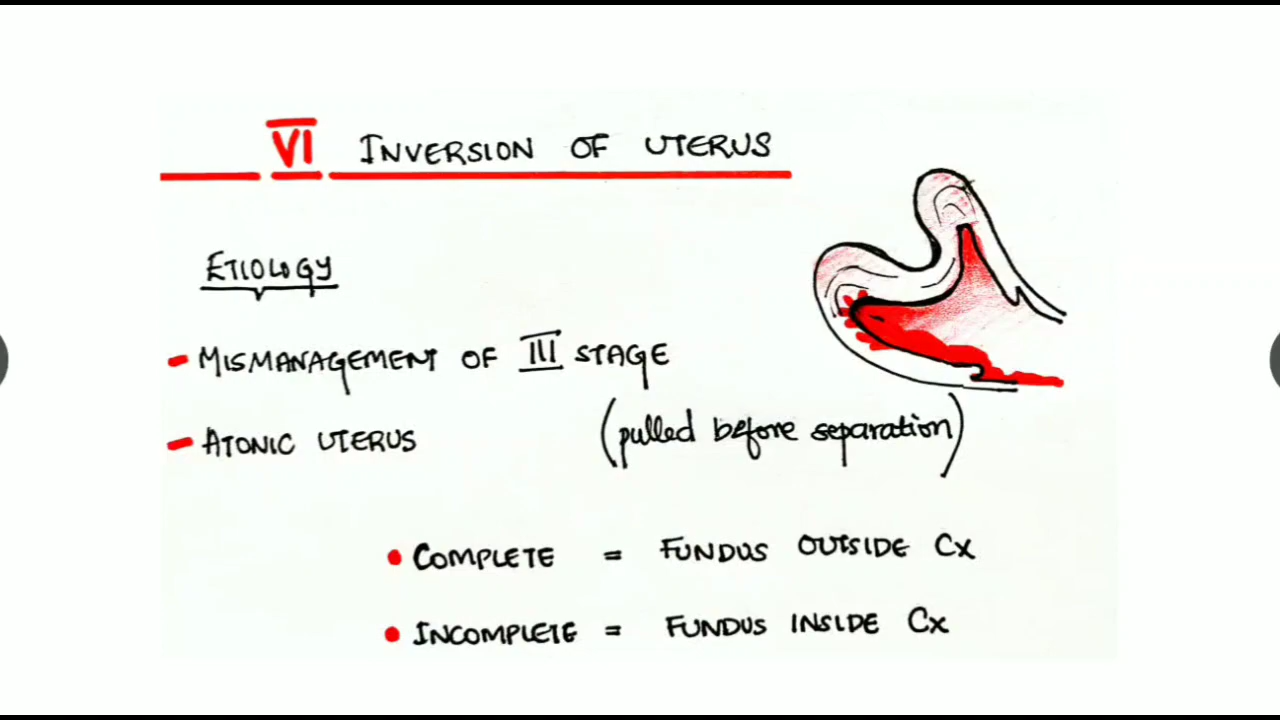 VI INVERSION OF UTERUS
ETIOLOGY
- MISMANAGEMENT OF III STAGE
- ATONIC UTERUS (pulled before separation)
• COMPLETE = FUNDUS OUTSIDE Cx
• INCOMPLETE = FUNDUS INSIDE Cx